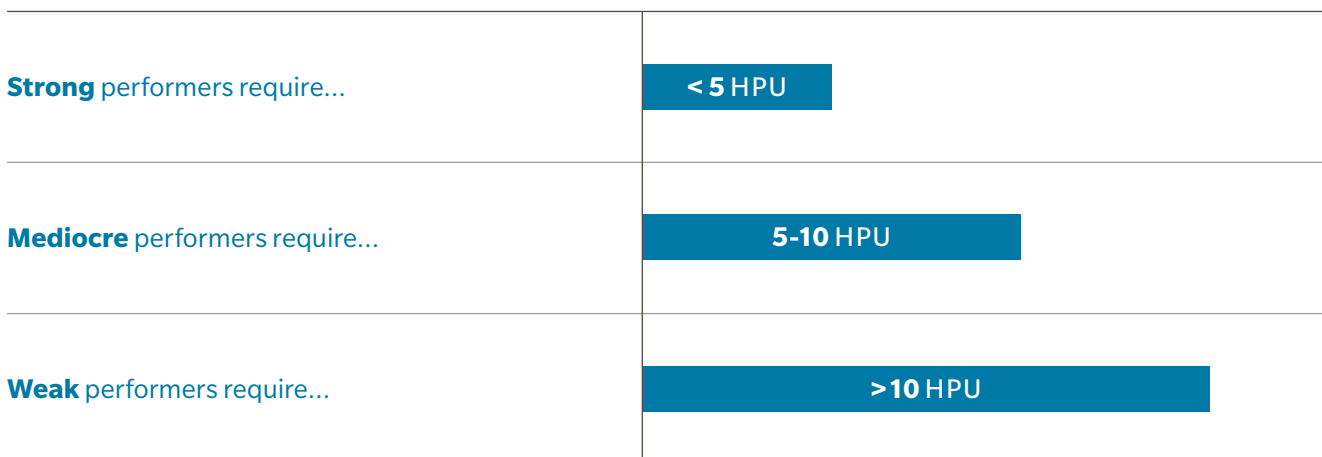 Strong performers require...
< 5 HPU
Mediocre performers require...
5-10 HPU
Weak performers require...
>10 HPU